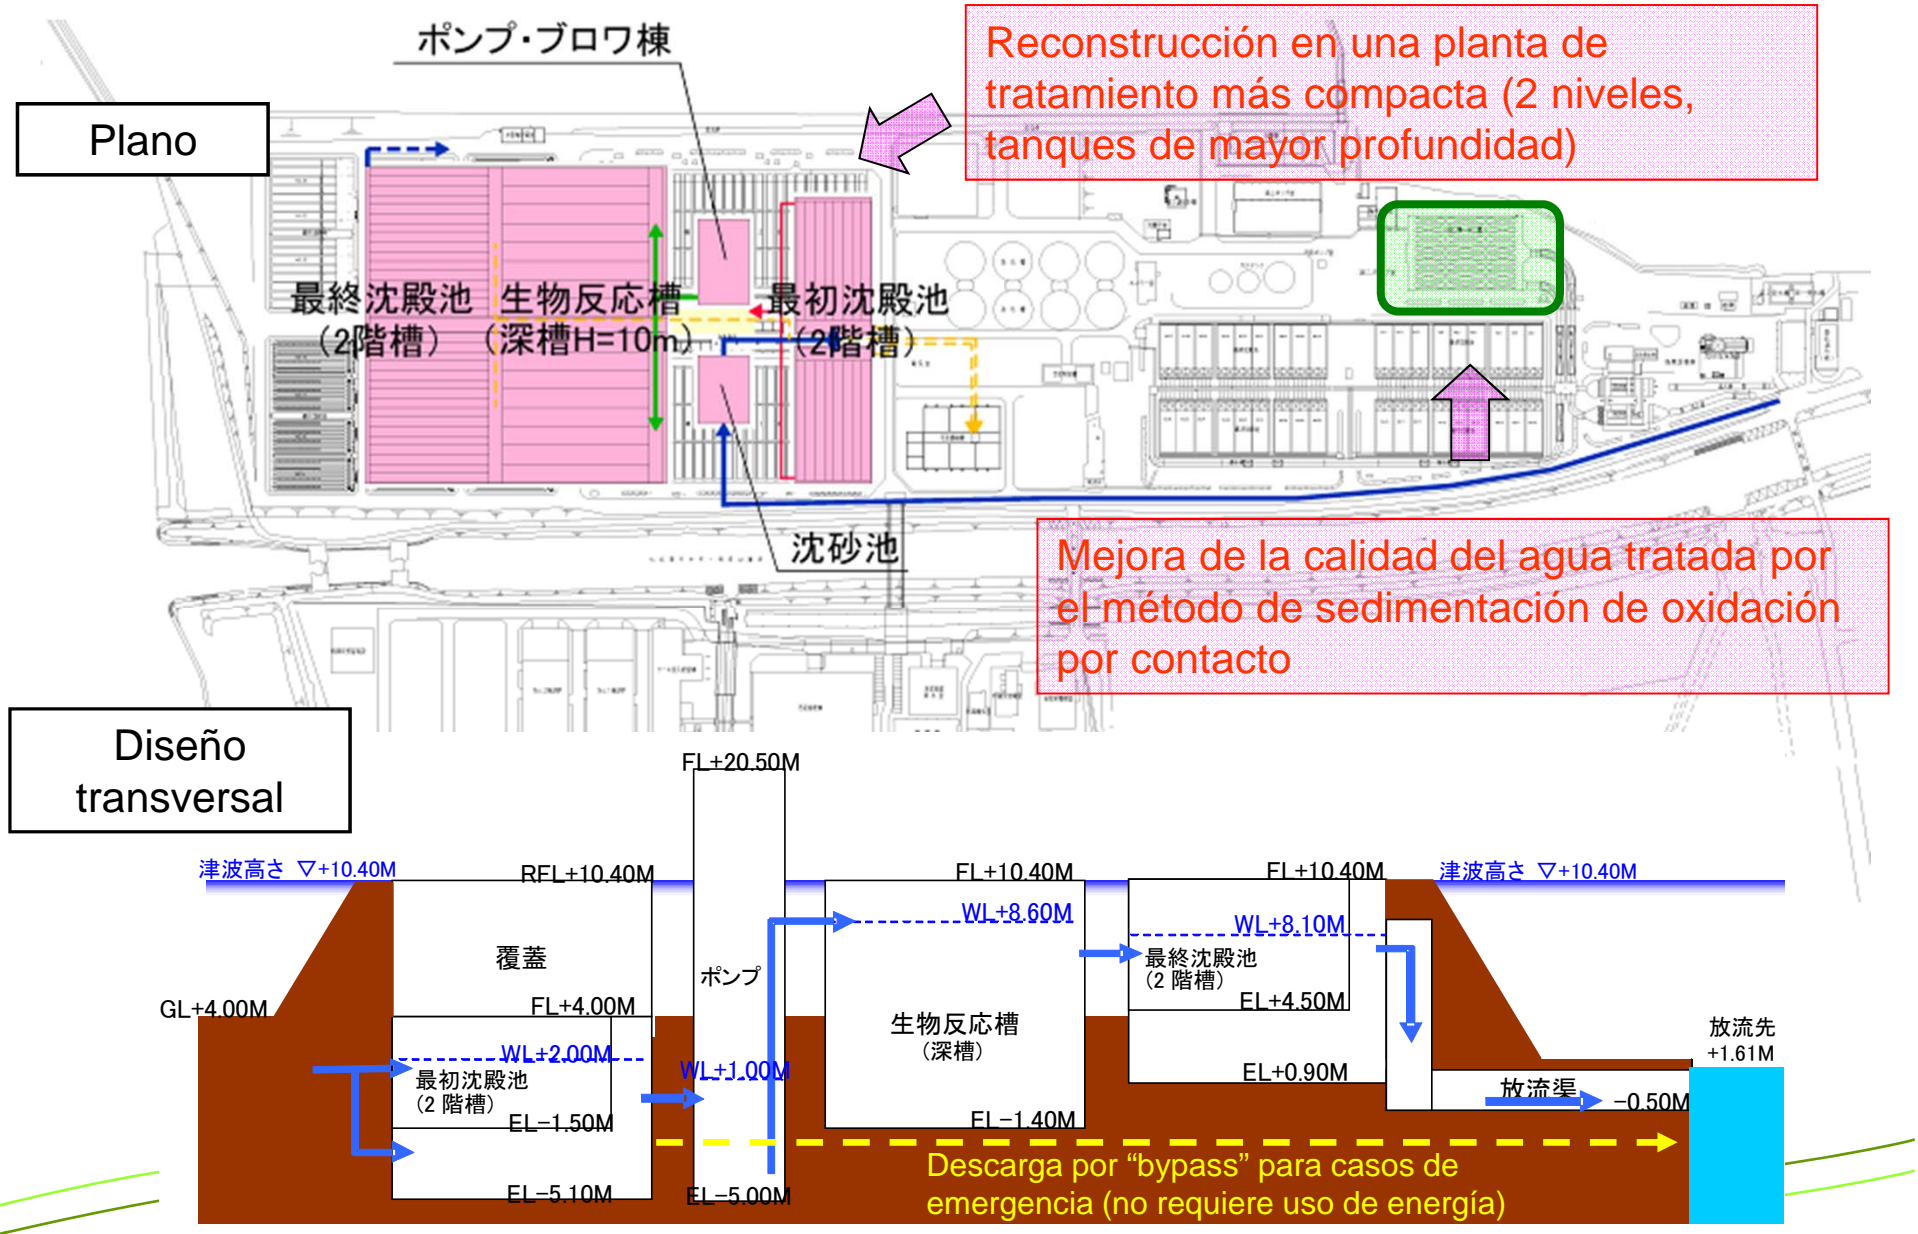 ポンプ・ブロワ棟
Reconstrucción en una planta de
tratamiento más compacta (2 niveles,
tanques de mayor profundidad)
Plano
最終沈殿池
（2階槽）
生物反応槽
（深槽H=10m）
最初沈殿池
（2階槽）
沈砂池
Mejora de la calidad del agua tratada por
el método de sedimentación de oxidación
por contacto
Diseño
transversal
FL+20.50M
津波高さ ▽+10.40M
RFL+10.40M
FL+10.40M
FL+10.40M
津波高さ ▽+10.40M
WL+8.60M
WL+8.10M
覆蓋
ポンプ
最終沈殿池
（2 階槽）
GL+4.00M
FL+4.00M
EL+4.50M
生物反応槽
（深槽）
放流先
+1.61M
WL+2.00M
WL+1.00M
最初沈殿池
（2 階槽）
EL+0.90M
放流渠
-0.50M
EL-1.50M
EL-1.40M
Descarga por “bypass” para casos de
emergencia (no requiere uso de energía)
EL-5.10M
EL-5.00M